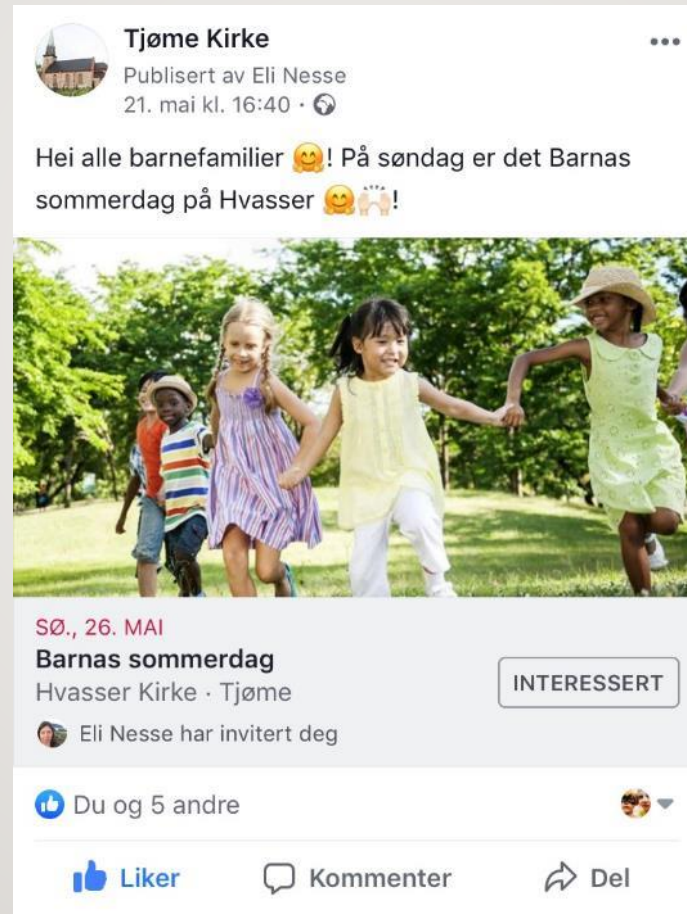 Tjøme Kirke
Publisert av Eli Nesse
21. mai kl. 16:40 ·
Hei alle barnefamilier 🤗! På søndag er det Barnas
sommerdag på Hvasser 🤗🙌🏻!
SØ., 26. MAI
Barnas sommerdag
Hvasser Kirke · Tjøme
INTERESSERT
Eli Nesse har invitert deg
Du og 5 andre
Liker
Kommenter
Del